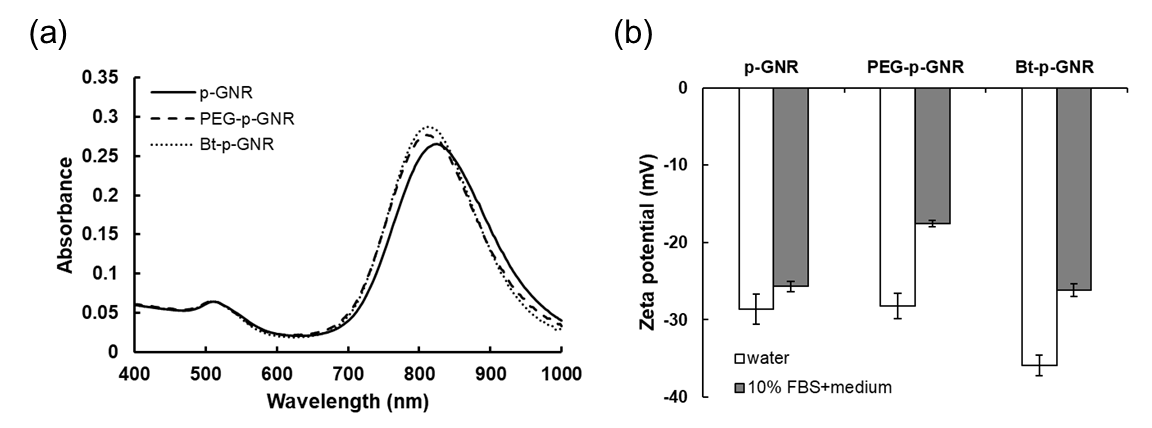 (a)
Absorbance
0.35
0.3
0.25
0.2
0.15
0.1
0.05
0
p-GNR
PEG-p-GNR
Bt-p-GNR
400 500 600 700 800 900 1000
Wavelength (nm)
(b)
p-GNR PEG-p-GNR Bt-p-GNR
Zeta potential (mV)
0
-10
-20
-30
-40
water
10% FBS+medium